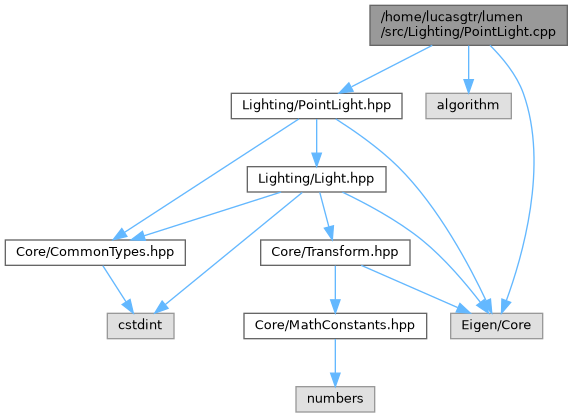 /home/lucasgtr/lumen
/src/Lighting/PointLight.cpp
Lighting/PointLight.hpp
algorithm
Lighting/Light.hpp
Core/CommonTypes.hpp
Core/Transform.hpp
cstdint
Core/MathConstants.hpp
Eigen/Core
numbers